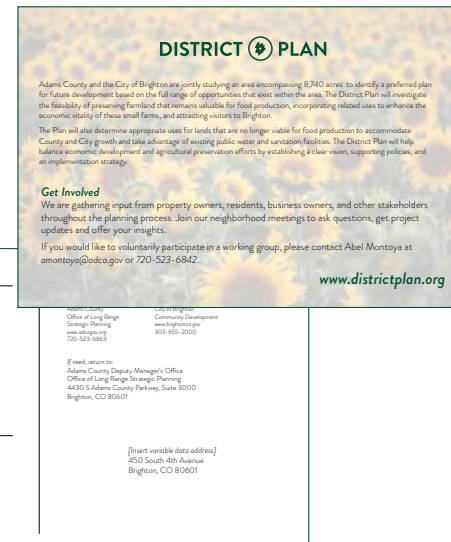 DISTRICT PLAN
Adams County and the City of Brighton are jointly studying an area encompassing 8,740 acres to identify a preferred plan
for future development based on the full range of opportunities that exist within the area. The District Plan will investigate
the feasibility of preserving farmland that remains valuable for food production, incorporating related uses to enhance the
economic vitality of these small farms, and attracting visitors to Brighton.
The Plan will also determine appropriate uses for lands that are no longer viable for food production to accommodate
County and City growth and take advantage of existing public water and sanitation facilities. The District Plan will help
balance economic development and agricultural preservation efforts by establishing a clear vision, supporting policies, and
an implementation strategy.
Get Involved
We are gathering input from property owners, residents, business owners, and other stakeholders
throughout the planning process. Join our neighborhood meetings to ask questions, get project
updates and offer your insights.
If you would like to voluntarily participate in a working group, please contact Abel Montoya at
amontoya@adco.gov or 720-523-6842.
www.districtplan.org
Adams County
Office of Long Range
Strategic Planning
www.adcogov.org
720-523-6863
City of Brighton
Community Development
www.brightonco.gov
303-655-2000
If need, return to:
Adams County Deputy Manager's Office
Office of Long Range Strategic Planning
4430 S Adams County Parkway, Suite 3000
Brighton, CO 80601
[Insert variable data address]
450 South 4th Avenue
Brighton, CO 80601